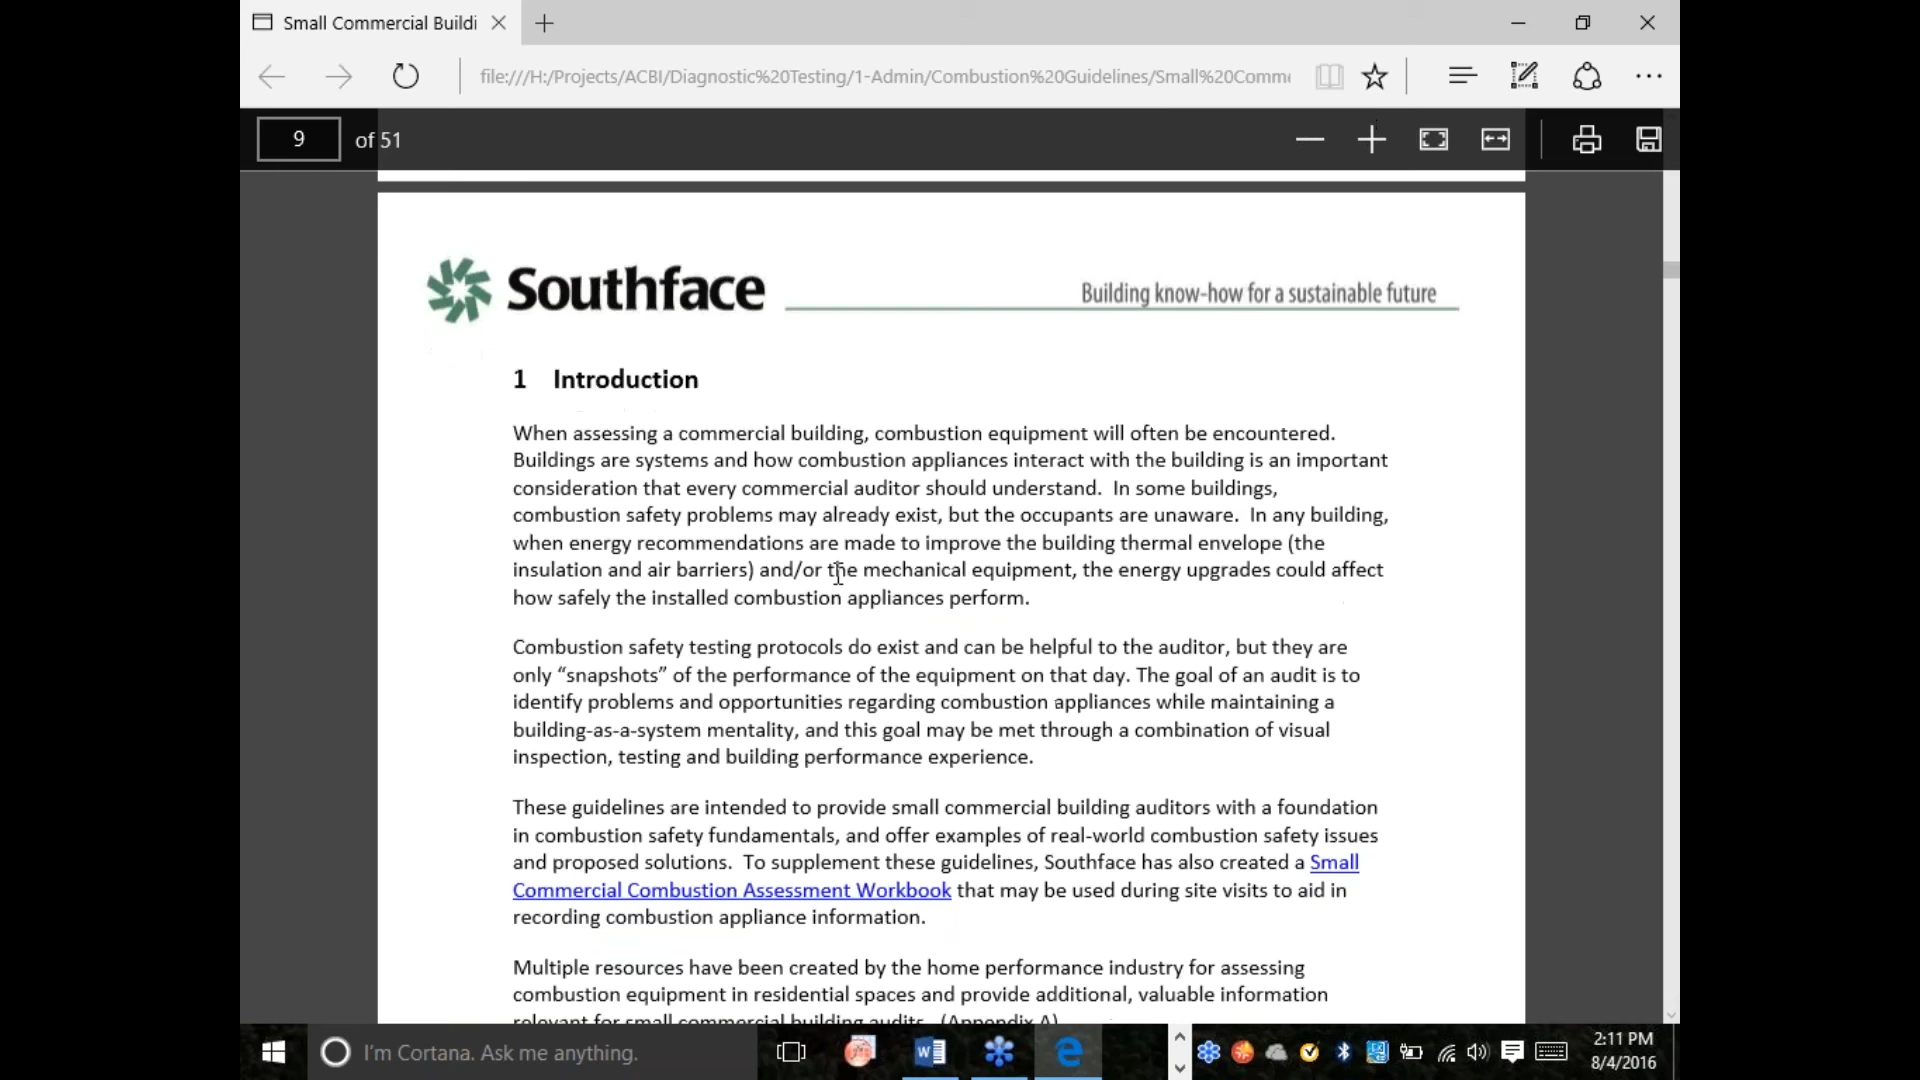 Small Commercial Buildi
file:///H:/Projects/ACBI/Diagnostic%20Testing/1-Admin/Combustion%20Guidelines/Small%20Comme
9 of 51
Southface
Building know-how for a sustainable future
1 Introduction
When assessing a commercial building, combustion equipment will often be encountered.
Buildings are systems and how combustion appliances interact with the building is an important
consideration that every commercial auditor should understand. In some buildings,
combustion safety problems may already exist, but the occupants are unaware. In any building,
when energy recommendations are made to improve the building thermal envelope (the
insulation and air barriers) and/or the mechanical equipment, the energy upgrades could affect
how safely the installed combustion appliances perform.
Combustion safety testing protocols do exist and can be helpful to the auditor, but they are
only “snapshots” of the performance of the equipment on that day. The goal of an audit is to
identify problems and opportunities regarding combustion appliances while maintaining a
building-as-a-system mentality, and this goal may be met through a combination of visual
inspection, testing and building performance experience.
These guidelines are intended to provide small commercial building auditors with a foundation
in combustion safety fundamentals, and offer examples of real-world combustion safety issues
and proposed solutions. To supplement these guidelines, Southface has also created a Small
Commercial Combustion Assessment Workbook that may be used during site visits to aid in
recording combustion appliance information.
Multiple resources have been created by the home performance industry for assessing
combustion equipment in residential spaces and provide additional, valuable information
relevant for small commercial building audits. (Appendix A)
I'm Cortana. Ask me anything.
2:11 PM
8/4/2016